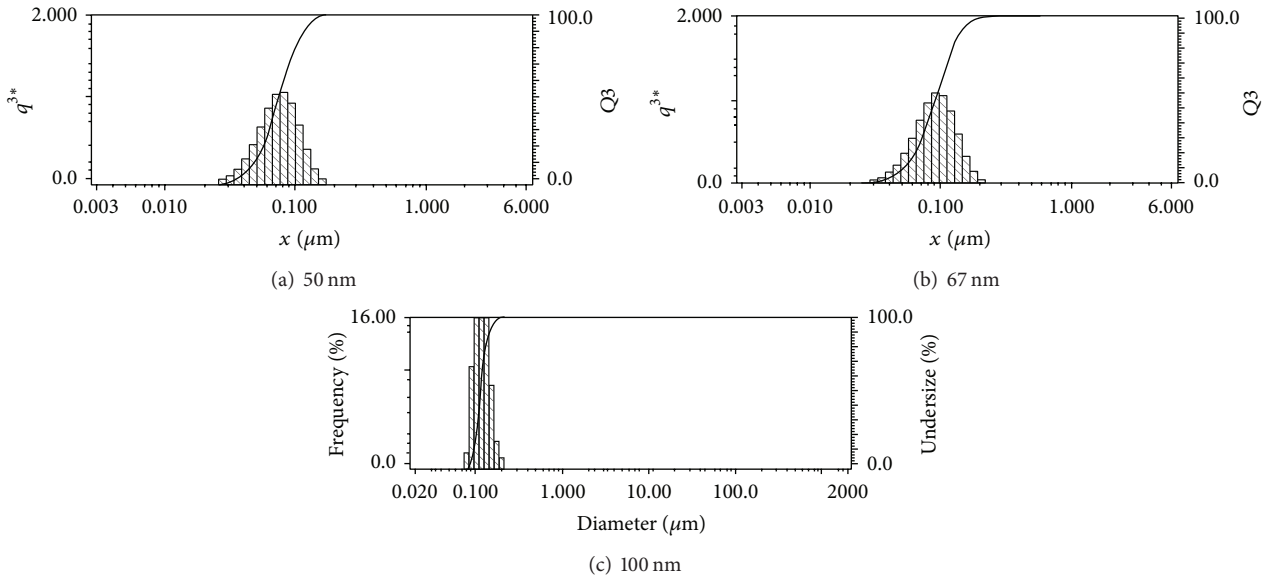 2.000
100.0
q3*
Q3
0.0
0.0
0.003 0.010 0.100 1.000 6.000
x (μm)
(a) 50 nm
2.000
100.0
q3*
Q3
0.0
0.0
0.003 0.010 0.100 1.000 6.000
x (μm)
(b) 67 nm
16.00
100.0
Frequency (%)
Undersize (%)
0.0
0.0
0.020 0.100 1.000 10.00 100.0 2000
Diameter (μm)
(c) 100 nm